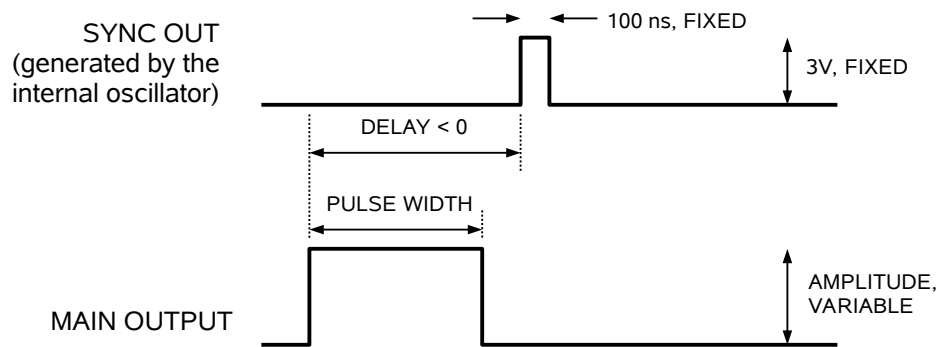 SYNC OUT
(generated by the
internal oscillator)
100 ns, FIXED
3V, FIXED
DELAY < 0
PULSE WIDTH
MAIN OUTPUT
AMPLITUDE,
VARIABLE